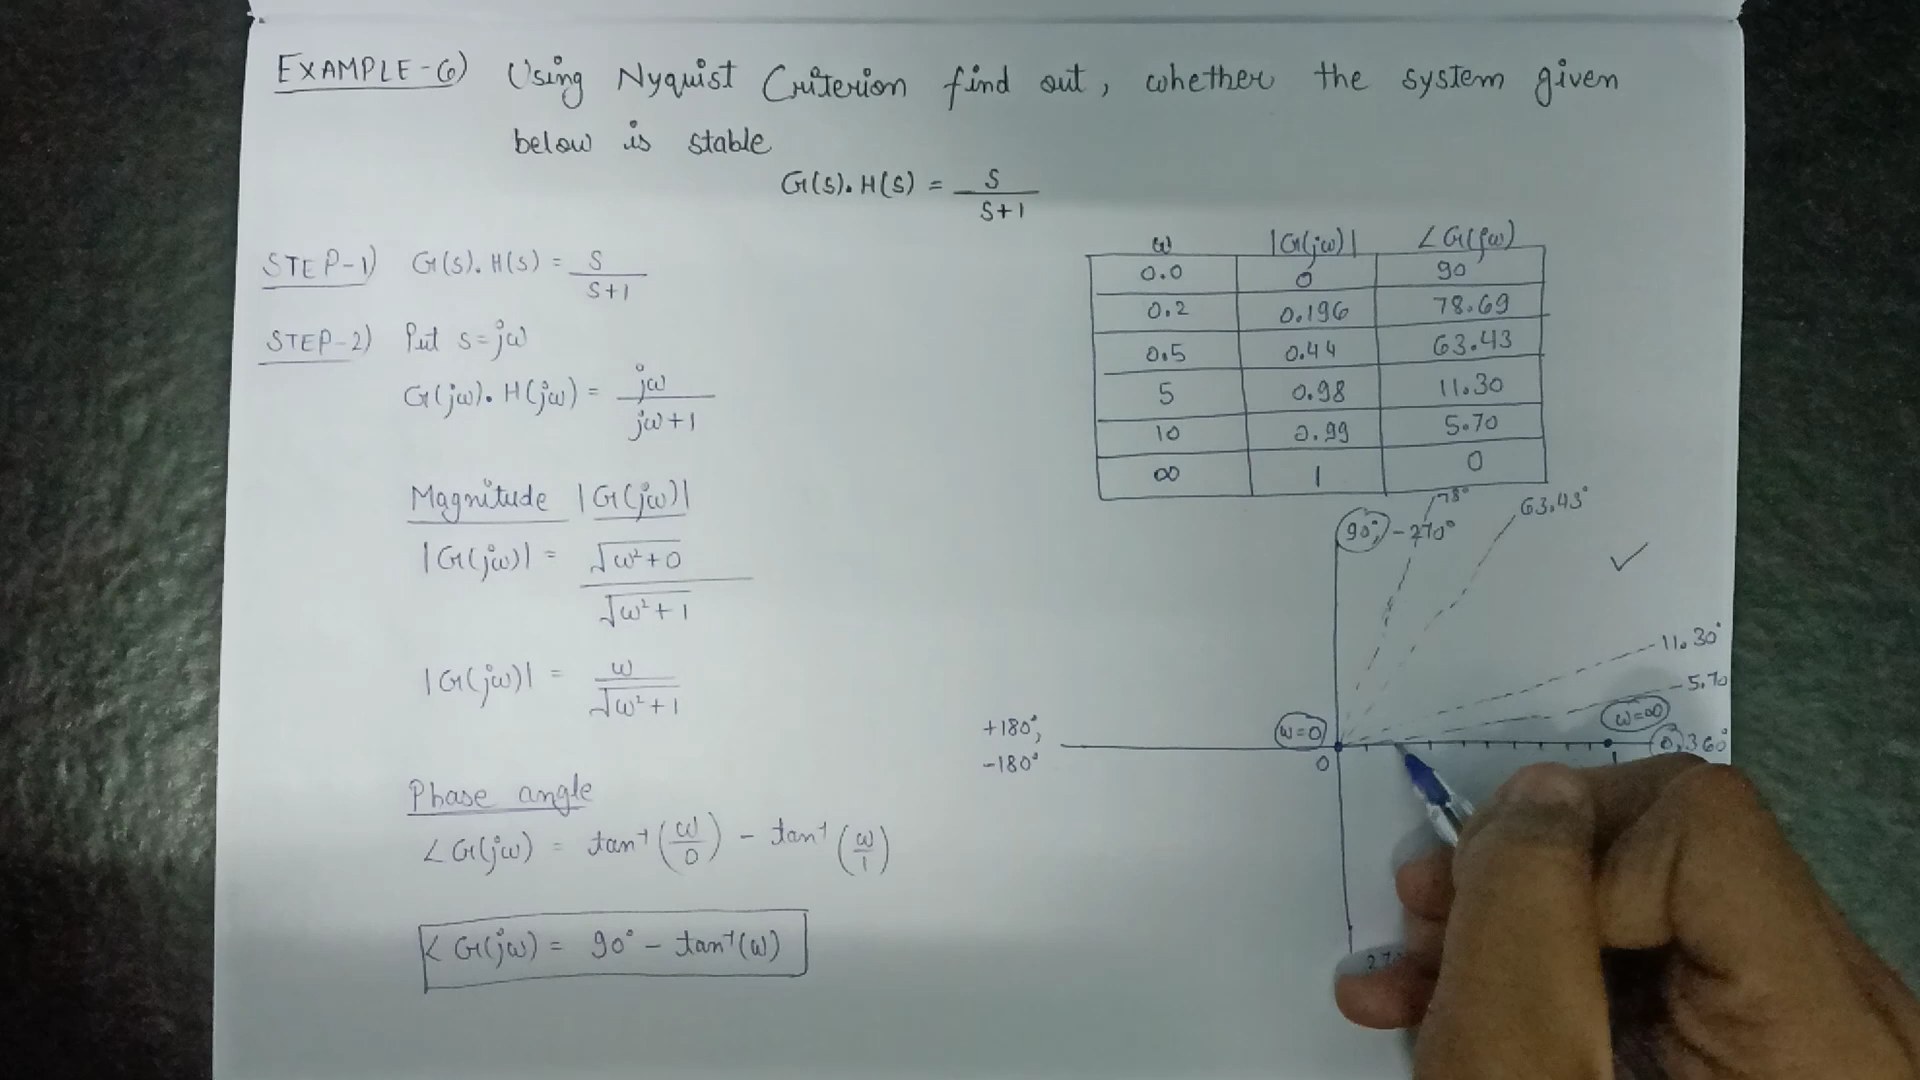 EXAMPLE-6) Using Nyquist Criterion find out, whether the system given
below is stable
G(s).H(s) = s / s+1
STEP-1) G(s).H(s) = s / s+1
STEP-2) Put s=jω
G(jω).H(jω) = jω / jω+1
Magnitude |G(jω)|
|G(jω)| = √ω²+0 / √ω²+1
|G(jω)| = ω / √ω²+1
Phase angle
∠G(jω) = tan⁻¹(ω/0) - tan⁻¹(ω/1)
∠G(jω) = 90° - tan⁻¹(ω)
ω |G(jω)| ∠G(jω)
0.0 0 90
0.2 0.196 78.69
0.5 0.44 63.43
5 0.98 11.30
10 0.99 5.70
∞ 1 0
78°
63.43°
90°, -270°
11.30°
5.70
ω=0
ω=∞
+180°,
-180°
0
0°, 360°